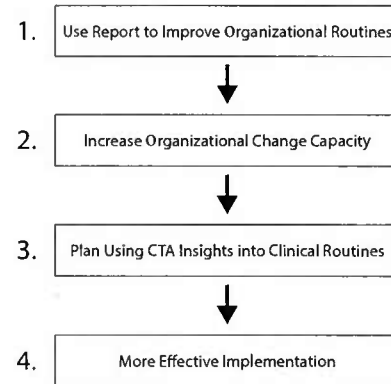 1. Use Report to Improve Organizational Routines
2. Increase Organizational Change Capacity
3. Plan Using CTA Insights into Clinical Routines
4. More Effective Implementation